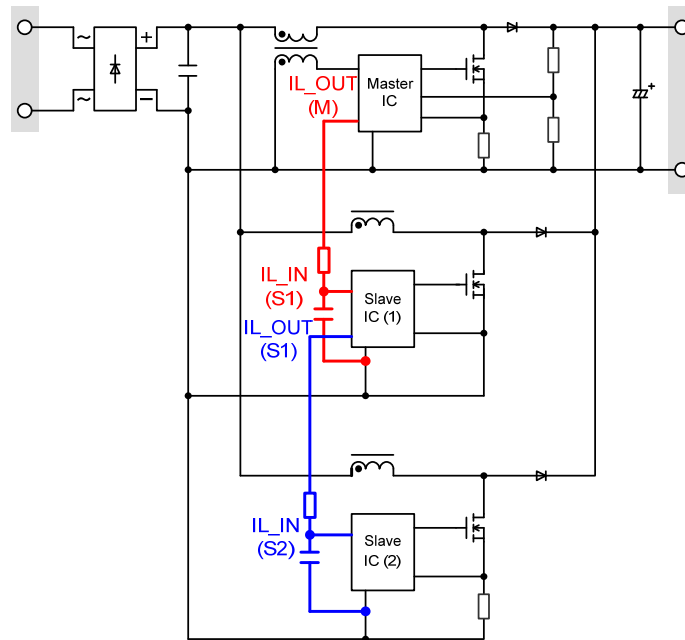 ~
+
~
−
IL_OUT
(M)
Master
IC
+
IL_IN
(S1)
IL_OUT
(S1)
Slave
IC (1)
IL_IN
(S2)
Slave
IC (2)